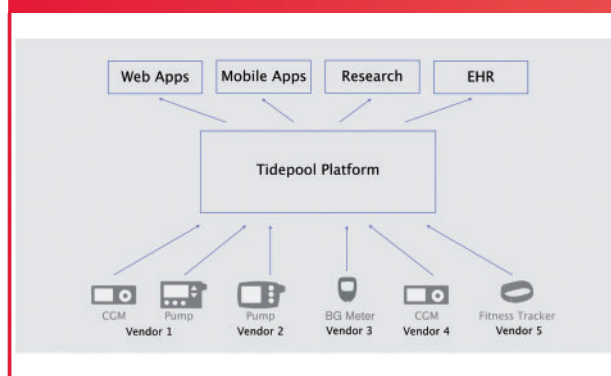 Web Apps Mobile Apps Research EHR
Tidepool Platform
CGM Pump Pump BG Meter CGM Fitness Tracker
Vendor 1 Vendor 2 Vendor 3 Vendor 4 Vendor 5